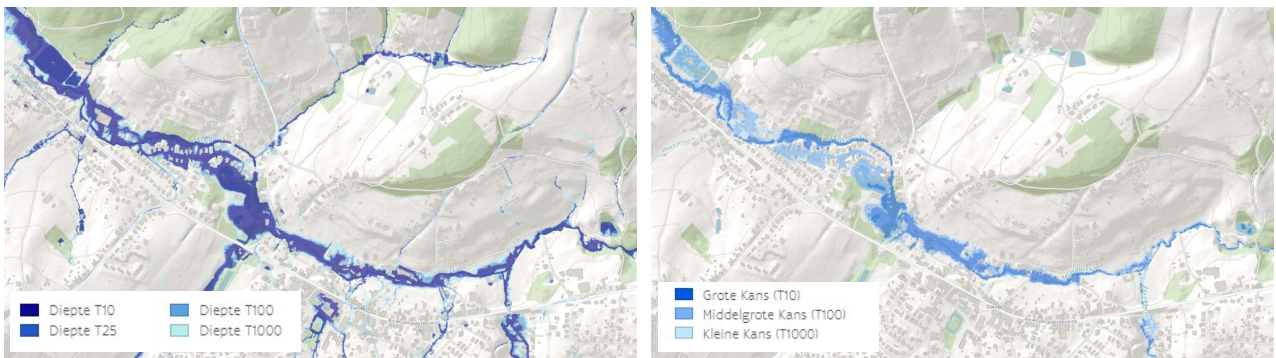 Diepte T10
Diepte T100
Diepte T25
Diepte T1000
Grote Kans (T10)
Middelgrote Kans (T100)
Kleine Kans (T1000)